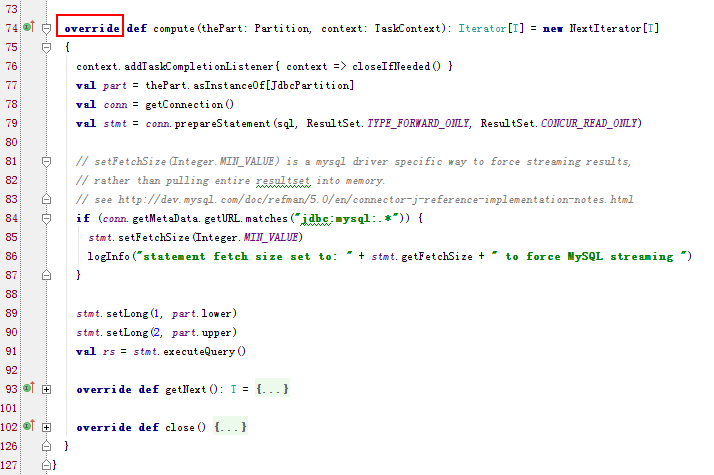 73
74 override def compute(thePart: Partition, context: TaskContext): Iterator[T] = new NextIterator[T]
75 {
76 context.addTaskCompletionListener{ context => closeIfNeeded() }
77 val part = thePart.asInstanceOf[JdbcPartition]
78 val conn = getConnection()
79 val stmt = conn.prepareStatement(sql, ResultSet.TYPE_FORWARD_ONLY, ResultSet.CONCUR_READ_ONLY)
80
81 // setFetchSize(Integer.MIN_VALUE) is a mysql driver specific way to force streaming results,
82 // rather than pulling entire resultset into memory.
83 // see http://dev.mysql.com/doc/refman/5.0/en/connector-j-reference-implementation-notes.html
84 if (conn.getMetaData.getURL.matches("jdbc:mysql:.*")) {
85 stmt.setFetchSize(Integer.MIN_VALUE)
86 logInfo("statement fetch size set to: " + stmt.getFetchSize + " to force MySQL streaming ")
87 }
88
89 stmt.setLong(1, part.lower)
90 stmt.setLong(2, part.upper)
91 val rs = stmt.executeQuery()
92
93 override def getNext(): T = {...}
101
102 override def close() {...}
126 }
127 }